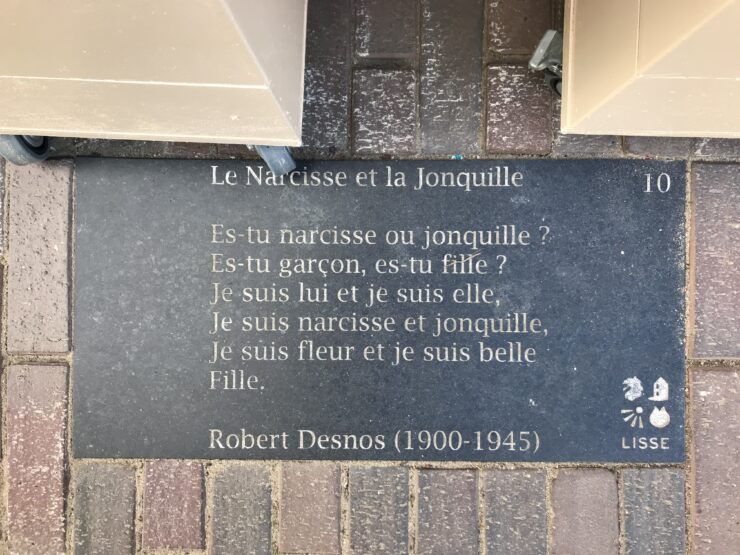 Le Narcisse et la Jonquille
10
Es-tu narcisse ou jonquille ?
Es-tu garçon, es-tu fille ?
Je suis lui et je suis elle,
Je suis narcisse et jonquille,
Je suis fleur et je suis belle
Fille.
Robert Desnos (1900-1945)
LISSE